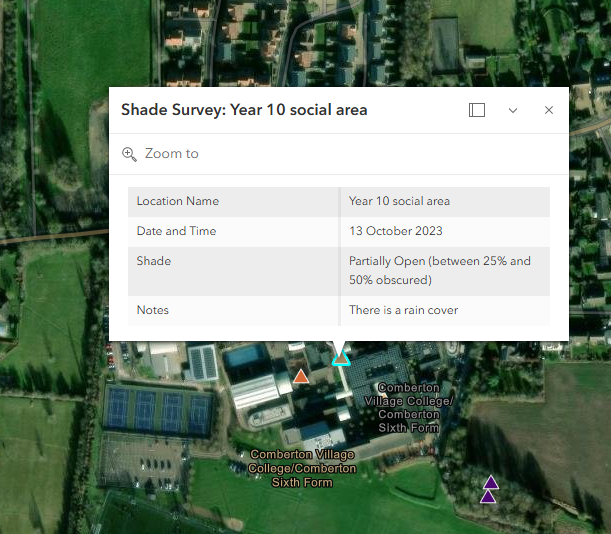 Shade Survey: Year 10 social area
Zoom to
Location Name
Year 10 social area
Date and Time
13 October 2023
Shade
Partially Open (between 25% and
50% obscured)
Notes
There is a rain cover
Comberton
Village College/
Comberton
Sixth Form
Comberton Village
College/Comberton
Sixth Form